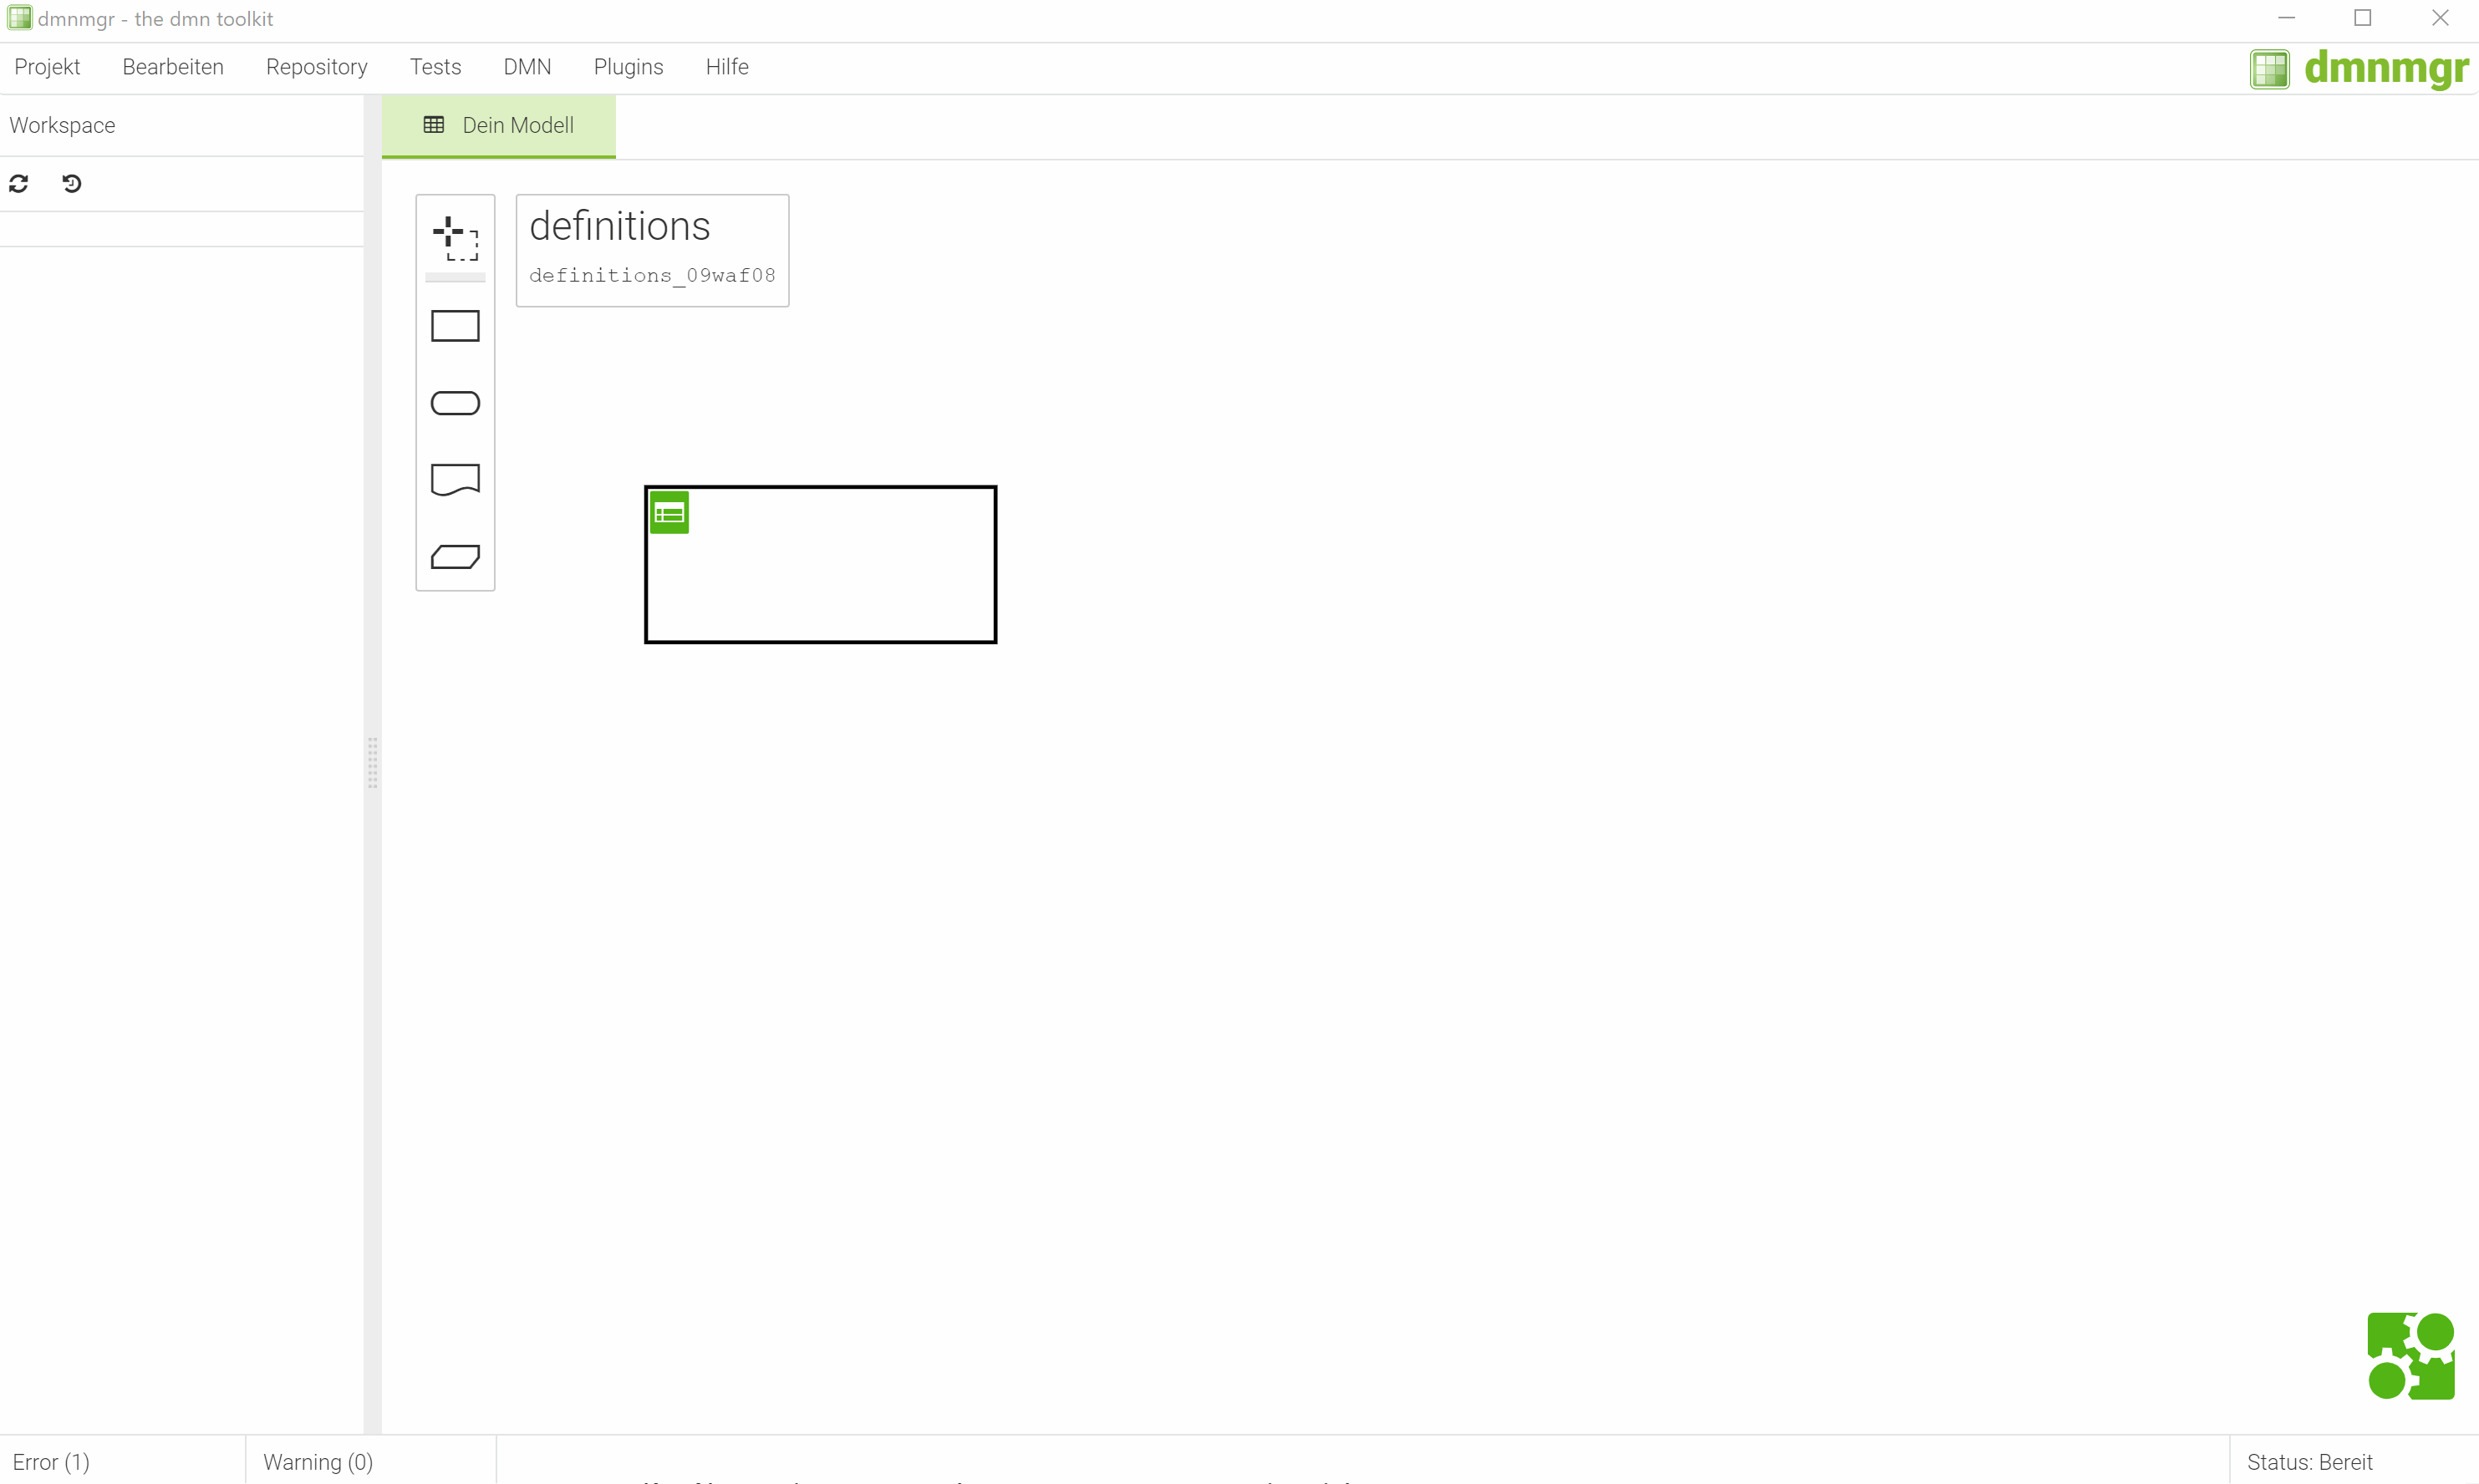 dmnmgr - the dmn toolkit
Projekt Bearbeiten Repository Tests DMN Plugins Hilfe
dmnmgr
Workspace
Dein Modell
definitions
definitions_09waf08
Error (1) Warning (0) Status: Bereit